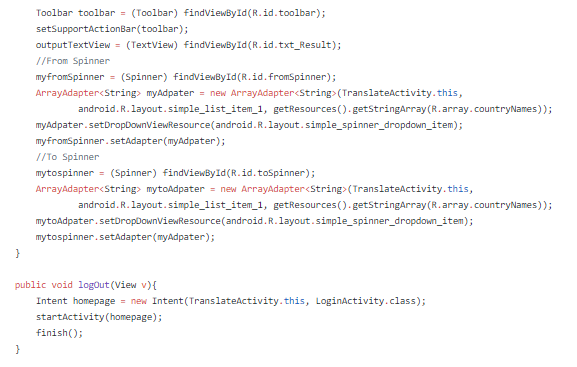 Toolbar toolbar = (Toolbar) findViewById(R.id.toolbar);
setSupportActionBar(toolbar);
outputTextView = (TextView) findViewById(R.id.txt_Result);
//From Spinner
myfromSpinner = (Spinner) findViewById(R.id.fromSpinner);
ArrayAdapter<String> myAdpater = new ArrayAdapter<String>(TranslateActivity.this,
android.R.layout.simple_list_item_1, getResources().getStringArray(R.array.countryNames));
myAdpater.setDropDownViewResource(android.R.layout.simple_spinner_dropdown_item);
myfromSpinner.setAdapter(myAdpater);
//To Spinner
mytospinner = (Spinner) findViewById(R.id.toSpinner);
ArrayAdapter<String> mytoAdpater = new ArrayAdapter<String>(TranslateActivity.this,
android.R.layout.simple_list_item_1, getResources().getStringArray(R.array.countryNames));
mytoAdpater.setDropDownViewResource(android.R.layout.simple_spinner_dropdown_item);
mytospinner.setAdapter(myAdpater);
}
public void logOut(View v){
Intent homepage = new Intent(TranslateActivity.this, LoginActivity.class);
startActivity(homepage);
finish();
}